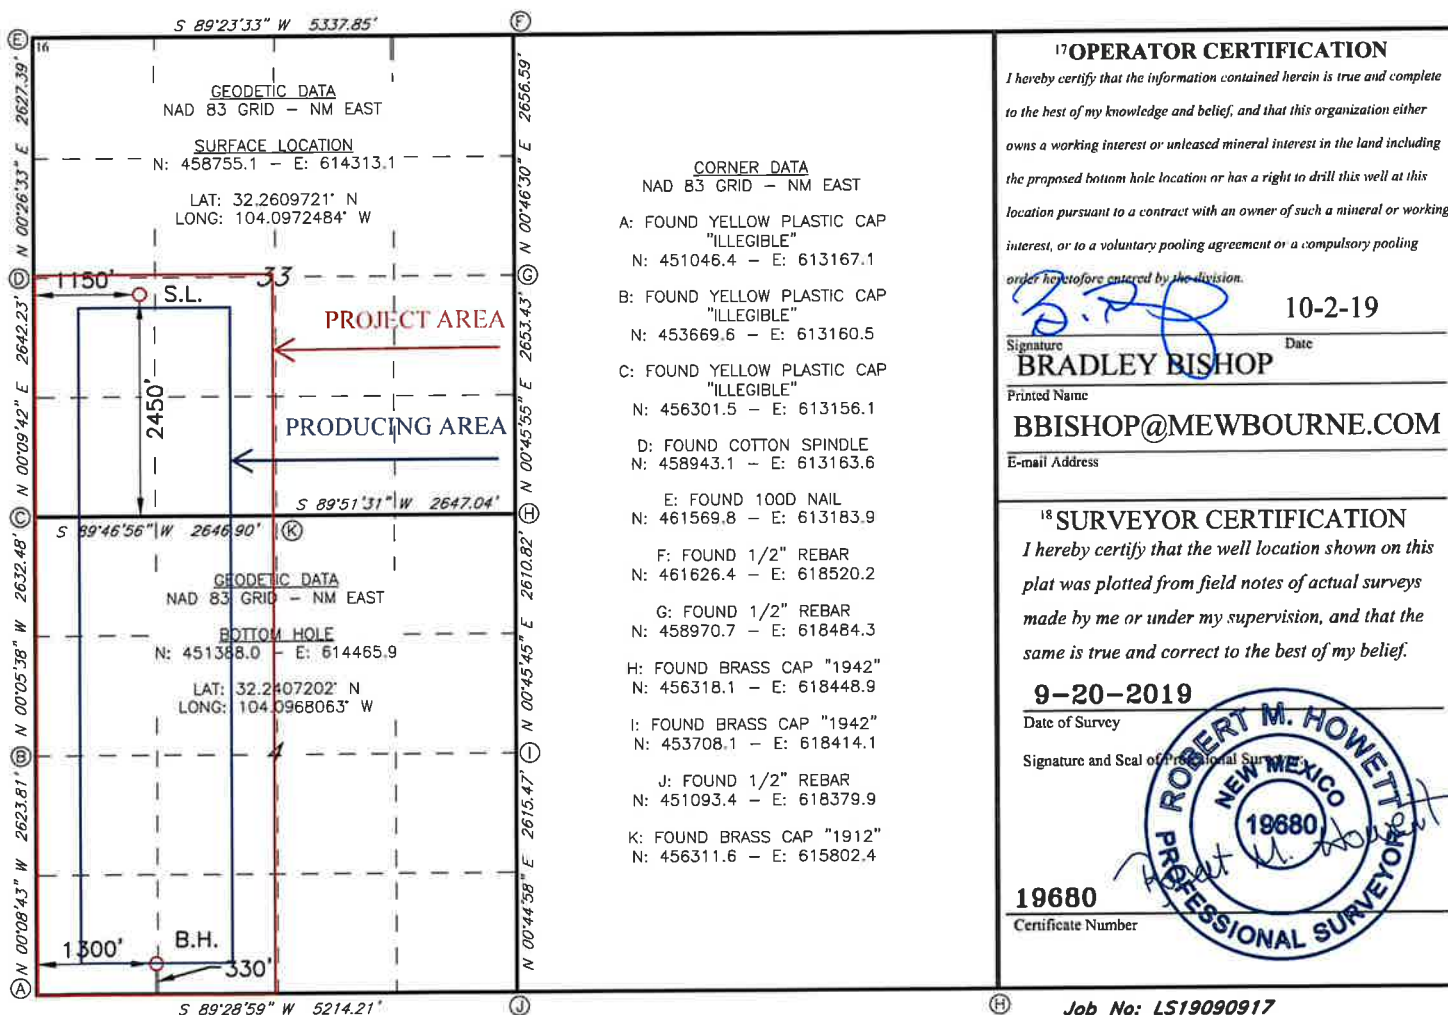 S 89°23'33" W 5337.85'
E
F
16
GEODETIC DATA
NAD 83 GRID – NM EAST
SURFACE LOCATION
N: 458755.1 – E: 614313.1
LAT: 32.2609721° N
LONG: 104.0972484° W
N 00°26'33" E 2627.39'
N 00°46'30" E 2656.59'
D
G
1150'
S.L.
33
PROJECT AREA
2450'
PRODUCING AREA
N 00°09'42" E 2642.23'
N 00°45'55" E 2653.43'
S 89°51'31" W 2647.04'
C
H
S 89°46'56" W 2646.90'
K
GEODETIC DATA
NAD 83 GRID – NM EAST
BOTTOM HOLE
N: 451388.0 – E: 614465.9
LAT: 32.2407202° N
LONG: 104.0968063° W
N 00°05'38" W 2632.48'
N 00°45'45" E 2610.82'
B
4
I
N 00°08'43" W 2623.81'
N 00°44'58" E 2615.47'
1300'
B.H.
330'
A
S 89°28'59" W 5214.21'
J
CORNER DATA
NAD 83 GRID – NM EAST
A: FOUND YELLOW PLASTIC CAP
"ILLEGIBLE"
N: 451046.4 – E: 613167.1
B: FOUND YELLOW PLASTIC CAP
"ILLEGIBLE"
N: 453669.6 – E: 613160.5
C: FOUND YELLOW PLASTIC CAP
"ILLEGIBLE"
N: 456301.5 – E: 613156.1
D: FOUND COTTON SPINDLE
N: 458943.1 – E: 613163.6
E: FOUND 100D NAIL
N: 461569.8 – E: 613183.9
F: FOUND 1/2" REBAR
N: 461626.4 – E: 618520.2
G: FOUND 1/2" REBAR
N: 458970.7 – E: 618484.3
H: FOUND BRASS CAP "1942"
N: 456318.1 – E: 618448.9
I: FOUND BRASS CAP "1942"
N: 453708.1 – E: 618414.1
J: FOUND 1/2" REBAR
N: 451093.4 – E: 618379.9
K: FOUND BRASS CAP "1912"
N: 456311.6 – E: 615802.4
17 OPERATOR CERTIFICATION
I hereby certify that the information contained herein is true and complete
to the best of my knowledge and belief, and that this organization either
owns a working interest or unleased mineral interest in the land including
the proposed bottom hole location or has a right to drill this well at this
location pursuant to a contract with an owner of such a mineral or working
interest, or to a voluntary pooling agreement or a compulsory pooling
order heretofore entered by the division.
10-2-19
Signature Date
BRADLEY BISHOP
Printed Name
BBISHOP@MEWBOURNE.COM
E-mail Address
18 SURVEYOR CERTIFICATION
I hereby certify that the well location shown on this
plat was plotted from field notes of actual surveys
made by me or under my supervision, and that the
same is true and correct to the best of my belief.
9-20-2019
Date of Survey
Signature and Seal of Professional Surveyor:
ROBERT M. HOWETT
NEW MEXICO
19680
PROFESSIONAL SURVEYOR
Robert M. Howett
19680
Certificate Number
H
Job No: LS19090917